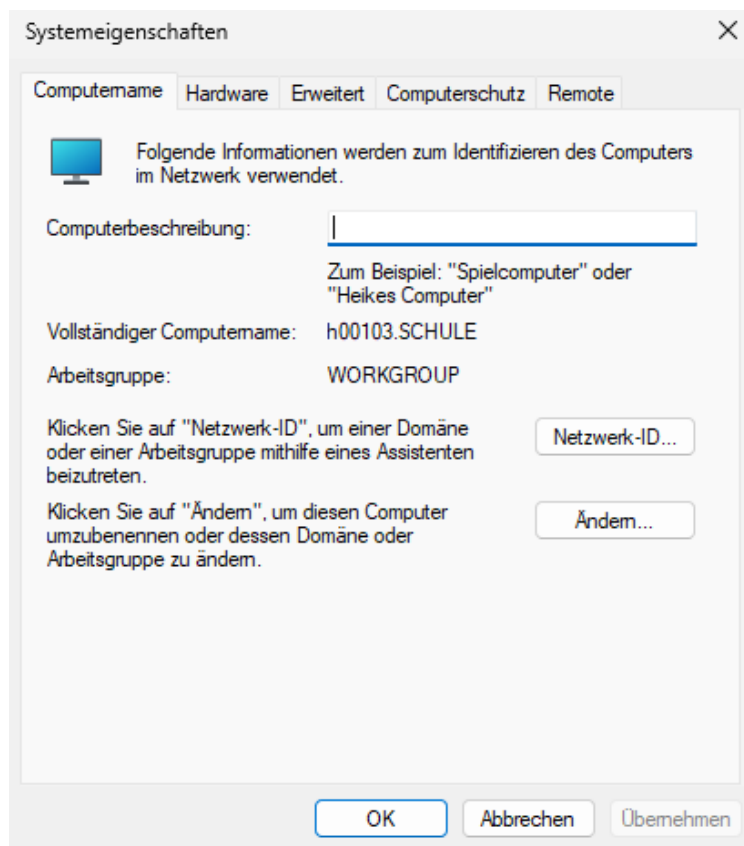 Systemeigenschaften
Computername Hardware Erweitert Computerschutz Remote
Folgende Informationen werden zum Identifizieren des Computers
im Netzwerk verwendet.
Computerbeschreibung:
Zum Beispiel: "Spielcomputer" oder
"Heikes Computer"
Vollständiger Computername: h00103.SCHULE
Arbeitsgruppe: WORKGROUP
Klicken Sie auf "Netzwerk-ID", um einer Domäne
oder einer Arbeitsgruppe mithilfe eines Assistenten
beizutreten.
Netzwerk-ID...
Klicken Sie auf "Ändern", um diesen Computer
umzubenennen oder dessen Domäne oder
Arbeitsgruppe zu ändern.
Ändern...
OK Abbrechen Übernehmen